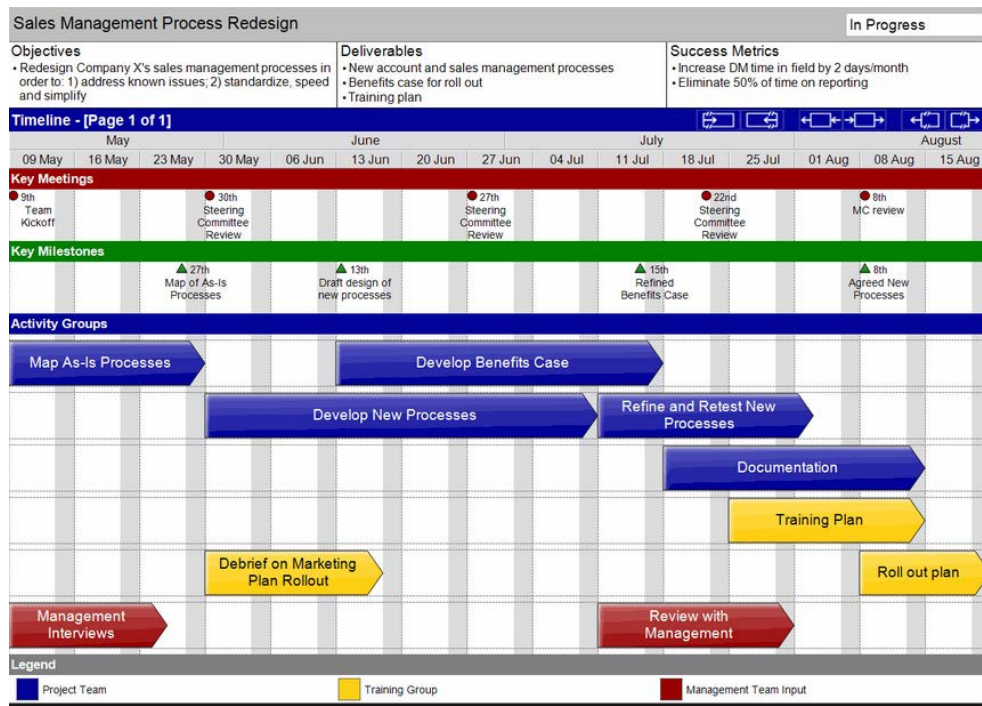 Sales Management Process Redesign
In Progress
Objectives
• Redesign Company X's sales management processes in
order to: 1) address known issues; 2) standardize, speed
and simplify
Deliverables
• New account and sales management processes
• Benefits case for roll out
• Training plan
Success Metrics
• Increase DM time in field by 2 days/month
• Eliminate 50% of time on reporting
Timeline - [Page 1 of 1]
May June July August
09 May 16 May 23 May 30 May 06 Jun 13 Jun 20 Jun 27 Jun 04 Jul 11 Jul 18 Jul 25 Jul 01 Aug 08 Aug 15 Aug
Key Meetings
9th
Team
Kickoff
30th
Steering
Committee
Review
27th
Steering
Committee
Review
22nd
Steering
Committee
Review
8th
MC review
Key Milestones
27th
Map of As-Is
Processes
13th
Draft design of
new processes
15th
Refined
Benefits Case
8th
Agreed New
Processes
Activity Groups
Map As-Is Processes
Develop Benefits Case
Develop New Processes
Refine and Retest New
Processes
Documentation
Training Plan
Debrief on Marketing
Plan Rollout
Roll out plan
Management
Interviews
Review with
Management
Legend
Project Team
Training Group
Management Team Input